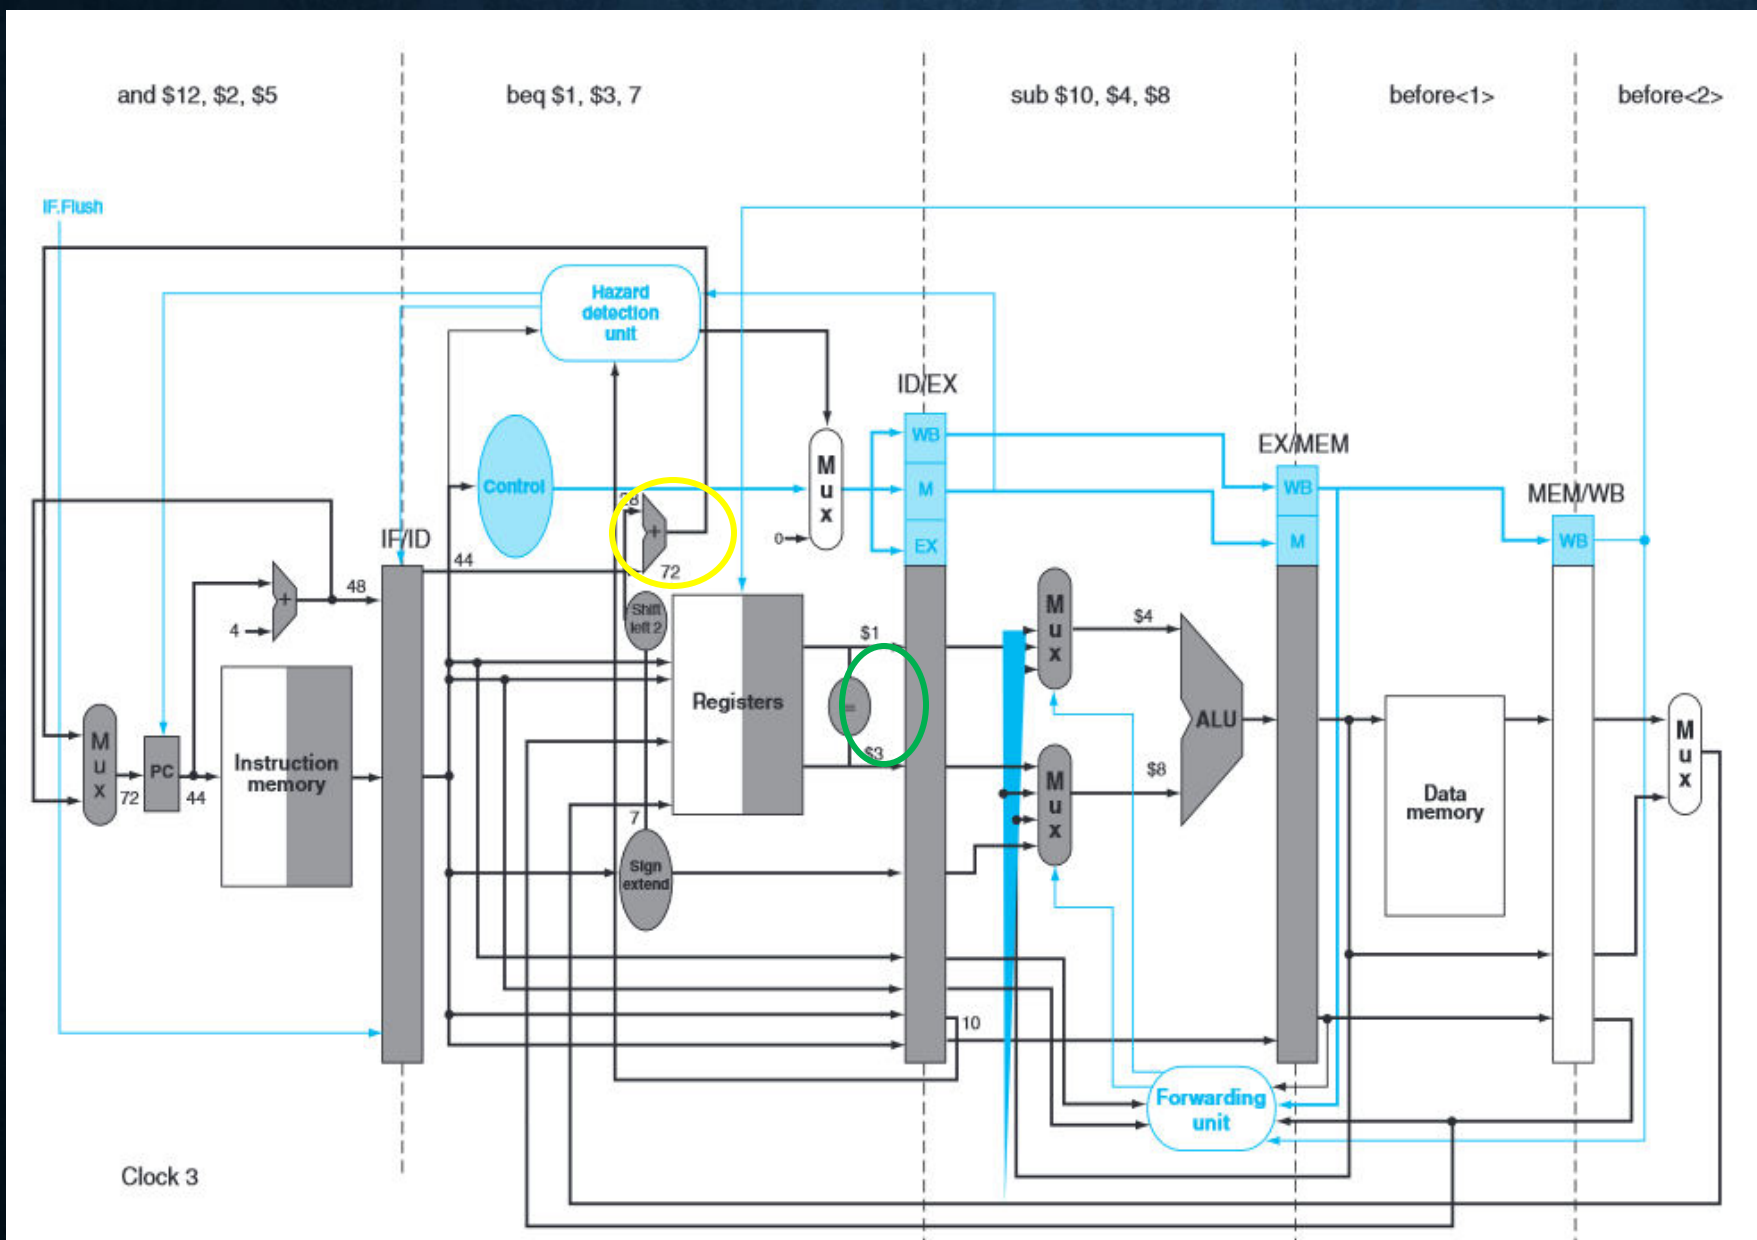 and $12, $2, $5
beq $1, $3, 7
sub $10, $4, $8
before<1>
before<2>
IF.Flush
Hazard
detection
unit
ID/EX
WB
M
EX
Control
28
M
u
x
0
EX/MEM
WB
M
MEM/WB
WB
IF/ID
44
72
+
48
+
4
Shift
left 2
$1
=
$3
Registers
M
u
x
$4
ALU
M
u
x
$8
M
u
x
72
PC
44
Instruction
memory
7
Sign
extend
Data
memory
M
u
x
10
Forwarding
unit
Clock 3